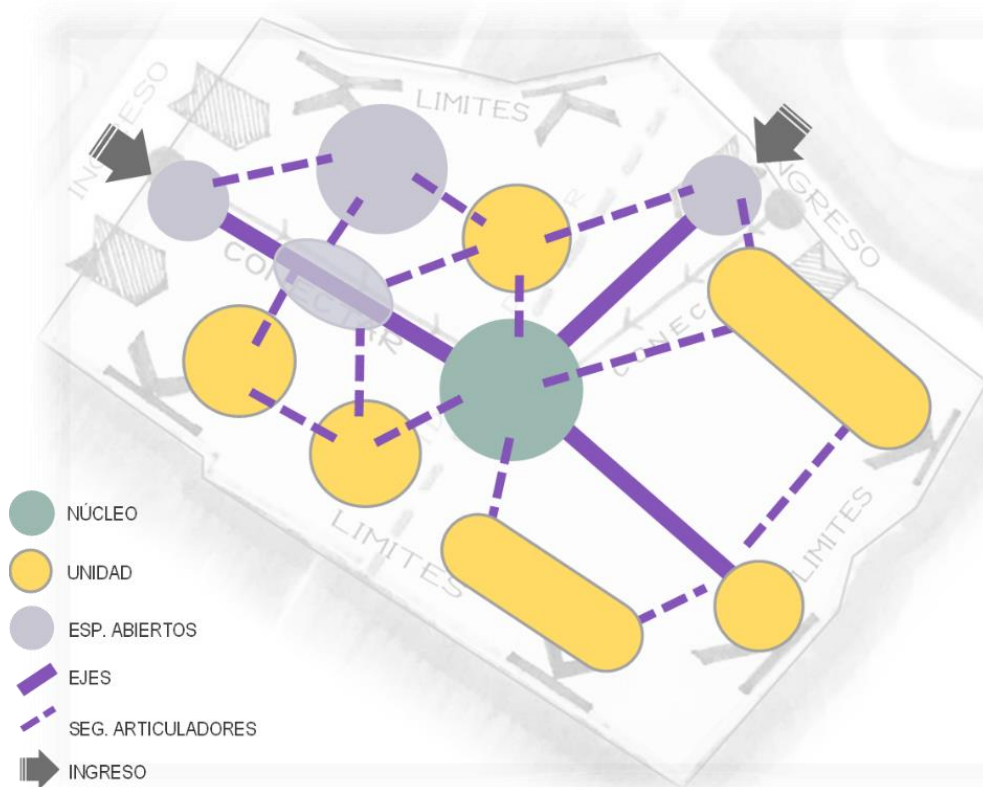 LIMITES
INGRESO
INGRESO
CONECTAR
CONEC
LIMITES
LIMITES
NÚCLEO
UNIDAD
ESP. ABIERTOS
EJES
SEG. ARTICULADORES
INGRESO